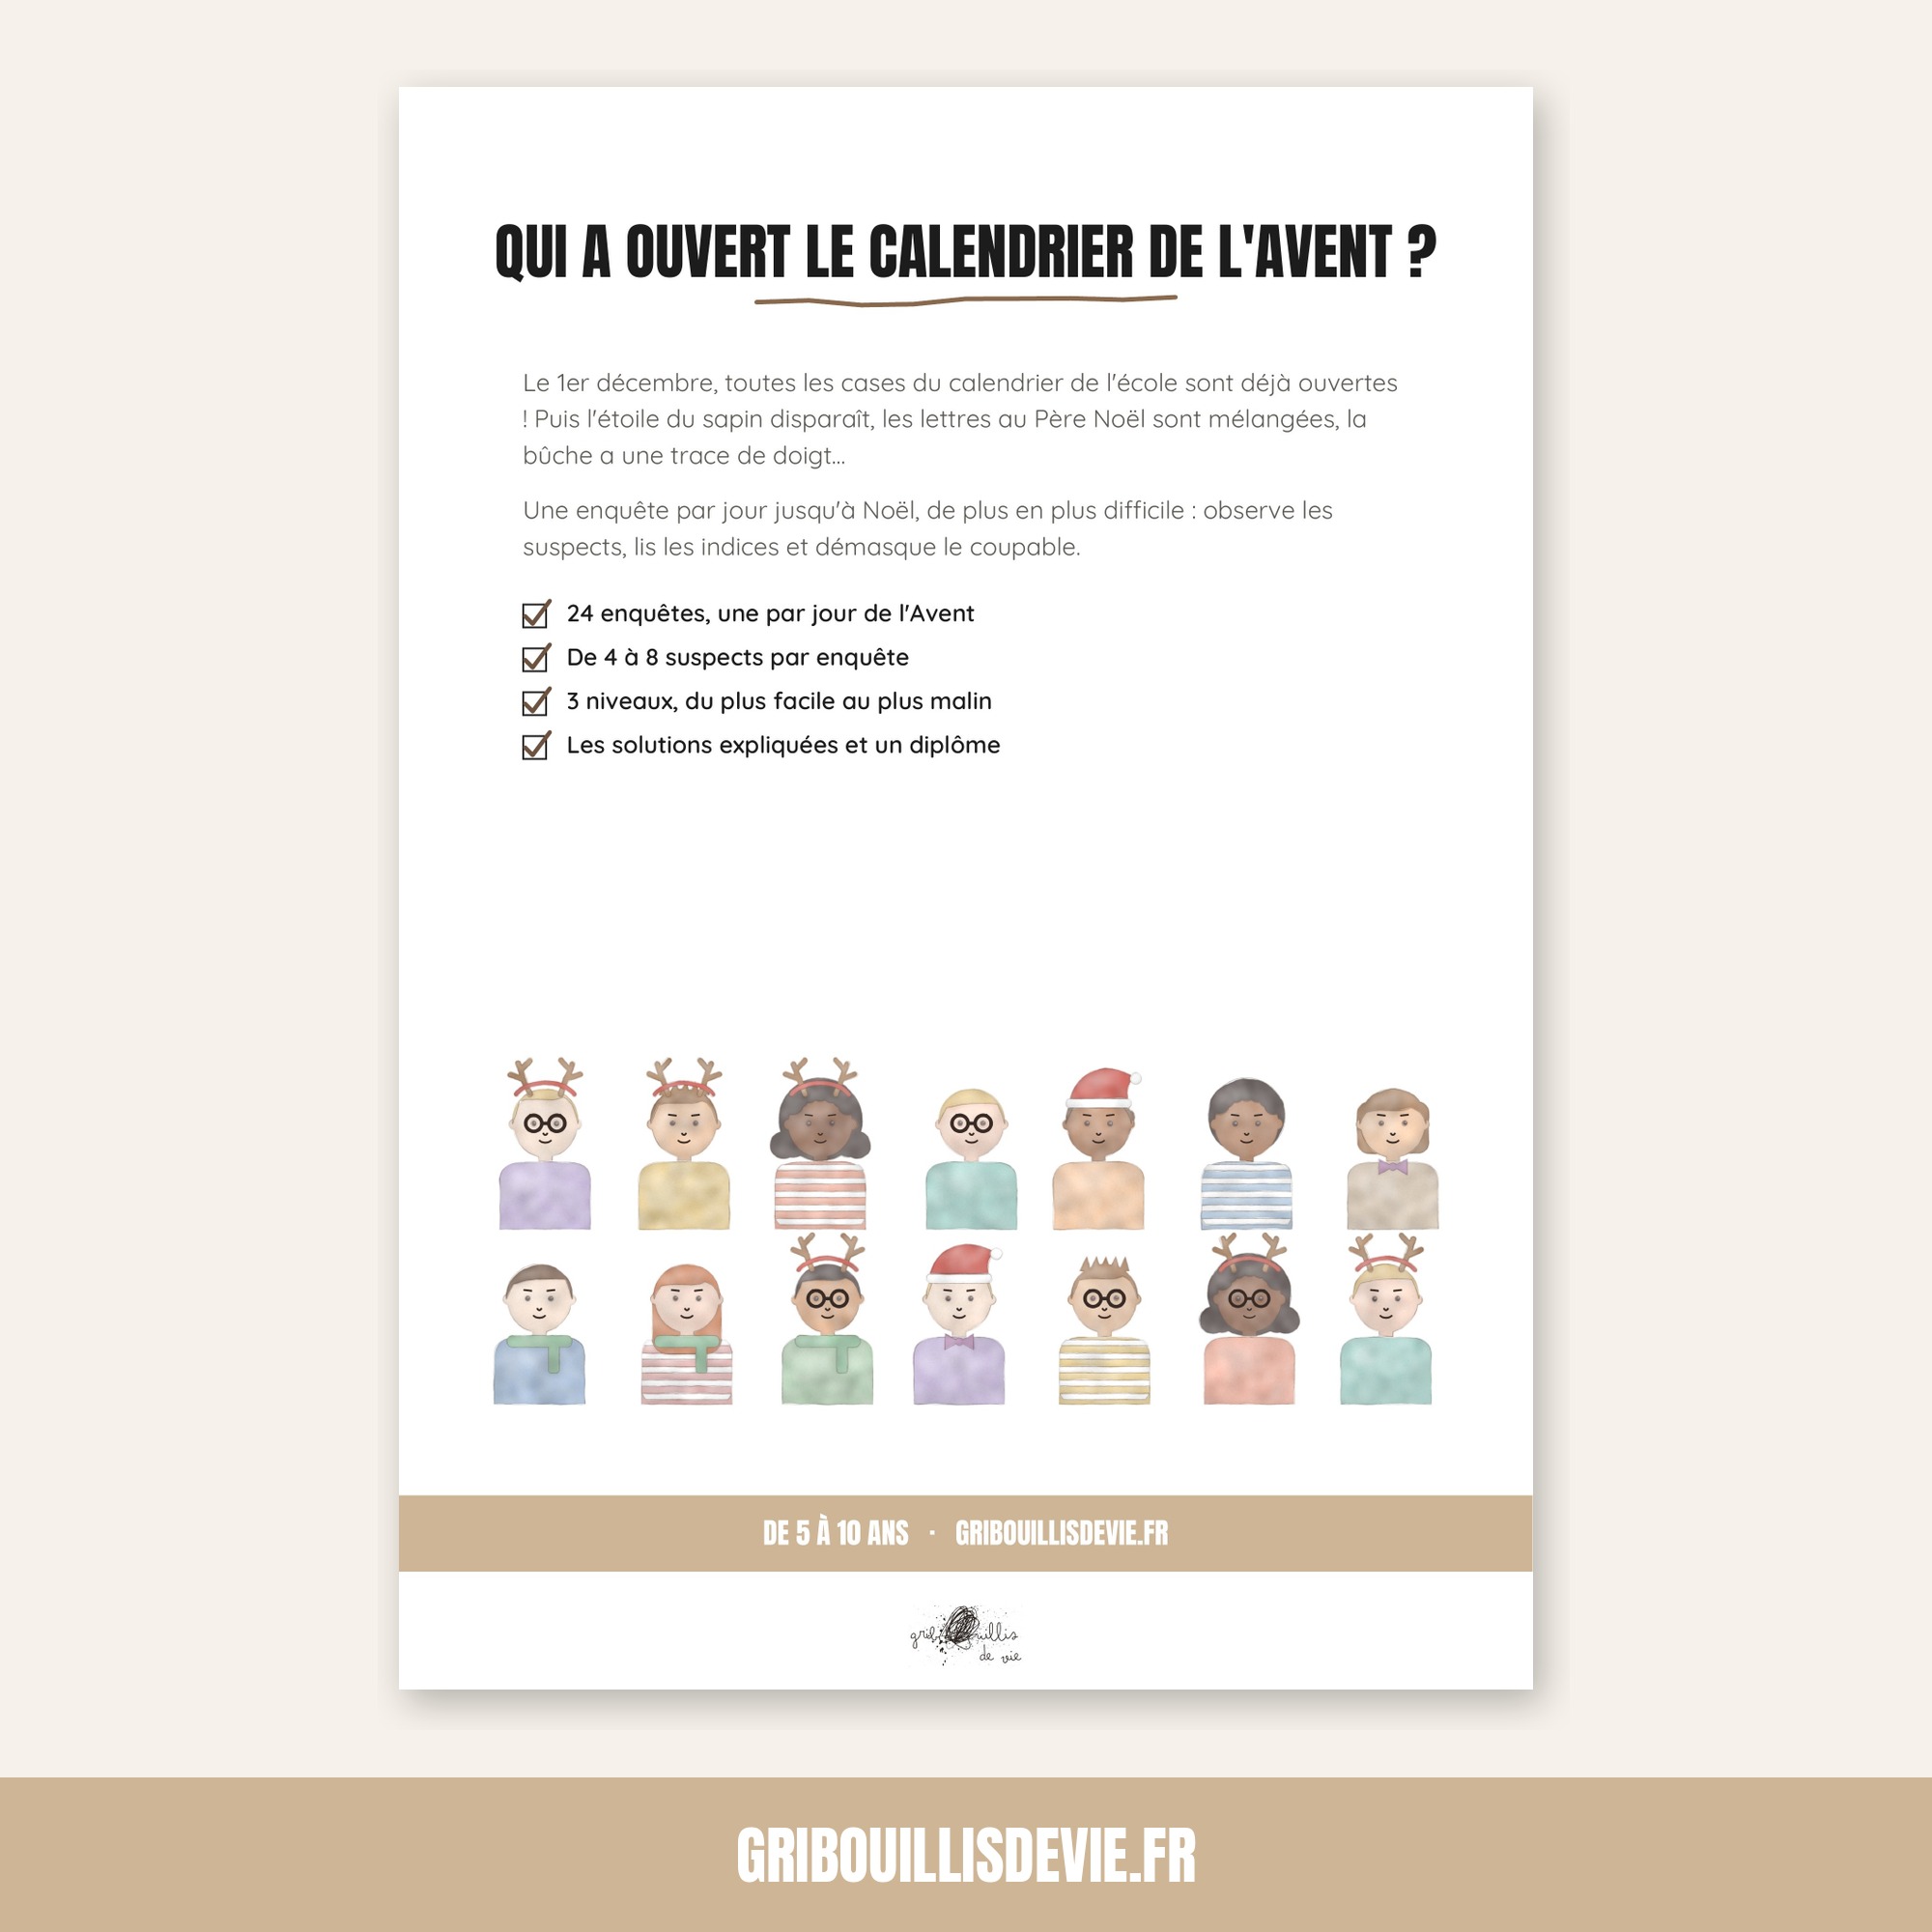 QUI A OUVERT LE CALENDRIER DE L'AVENT ?
Le 1er décembre, toutes les cases du calendrier de l'école sont déjà ouvertes
! Puis l'étoile du sapin disparaît, les lettres au Père Noël sont mélangées, la
bûche a une trace de doigt...
Une enquête par jour jusqu'à Noël, de plus en plus difficile : observe les
suspects, lis les indices et démasque le coupable.
24 enquêtes, une par jour de l'Avent
De 4 à 8 suspects par enquête
3 niveaux, du plus facile au plus malin
Les solutions expliquées et un diplôme
DE 5 À 10 ANS · GRIBOUILLISDEVIE.FR
gribouillis
de vie
GRIBOUILLISDEVIE.FR